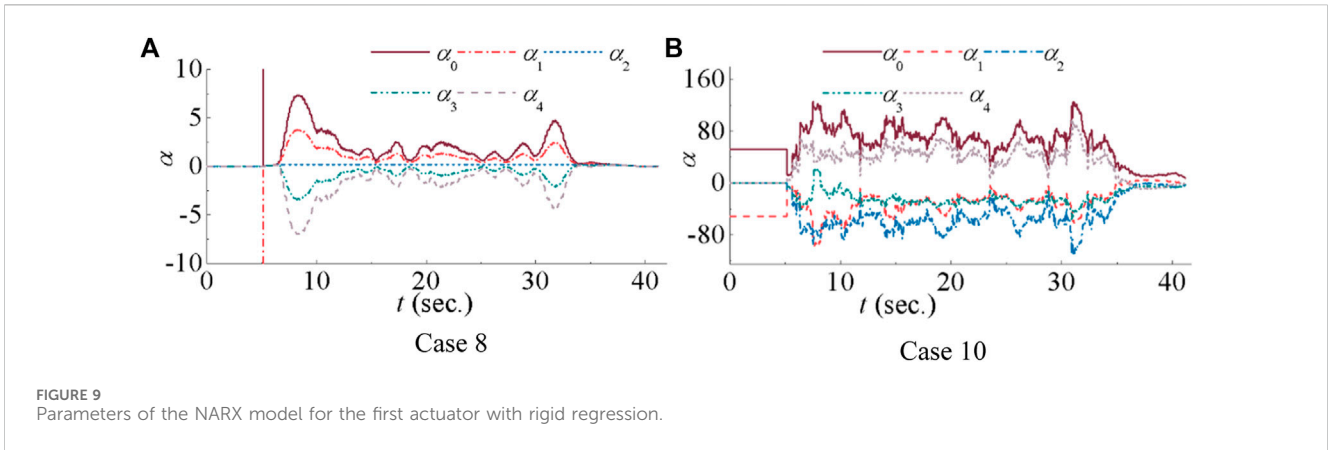 A
α0 α1 α2
α3 α4
10
5
0
-5
-10
α
0 10 20 30 40
t (sec.)
Case 8
B
α0 α1 α2
α3 α4
160
80
0
-80
α
0 10 20 30 40
t (sec.)
Case 10
FIGURE 9
Parameters of the NARX model for the first actuator with rigid regression.